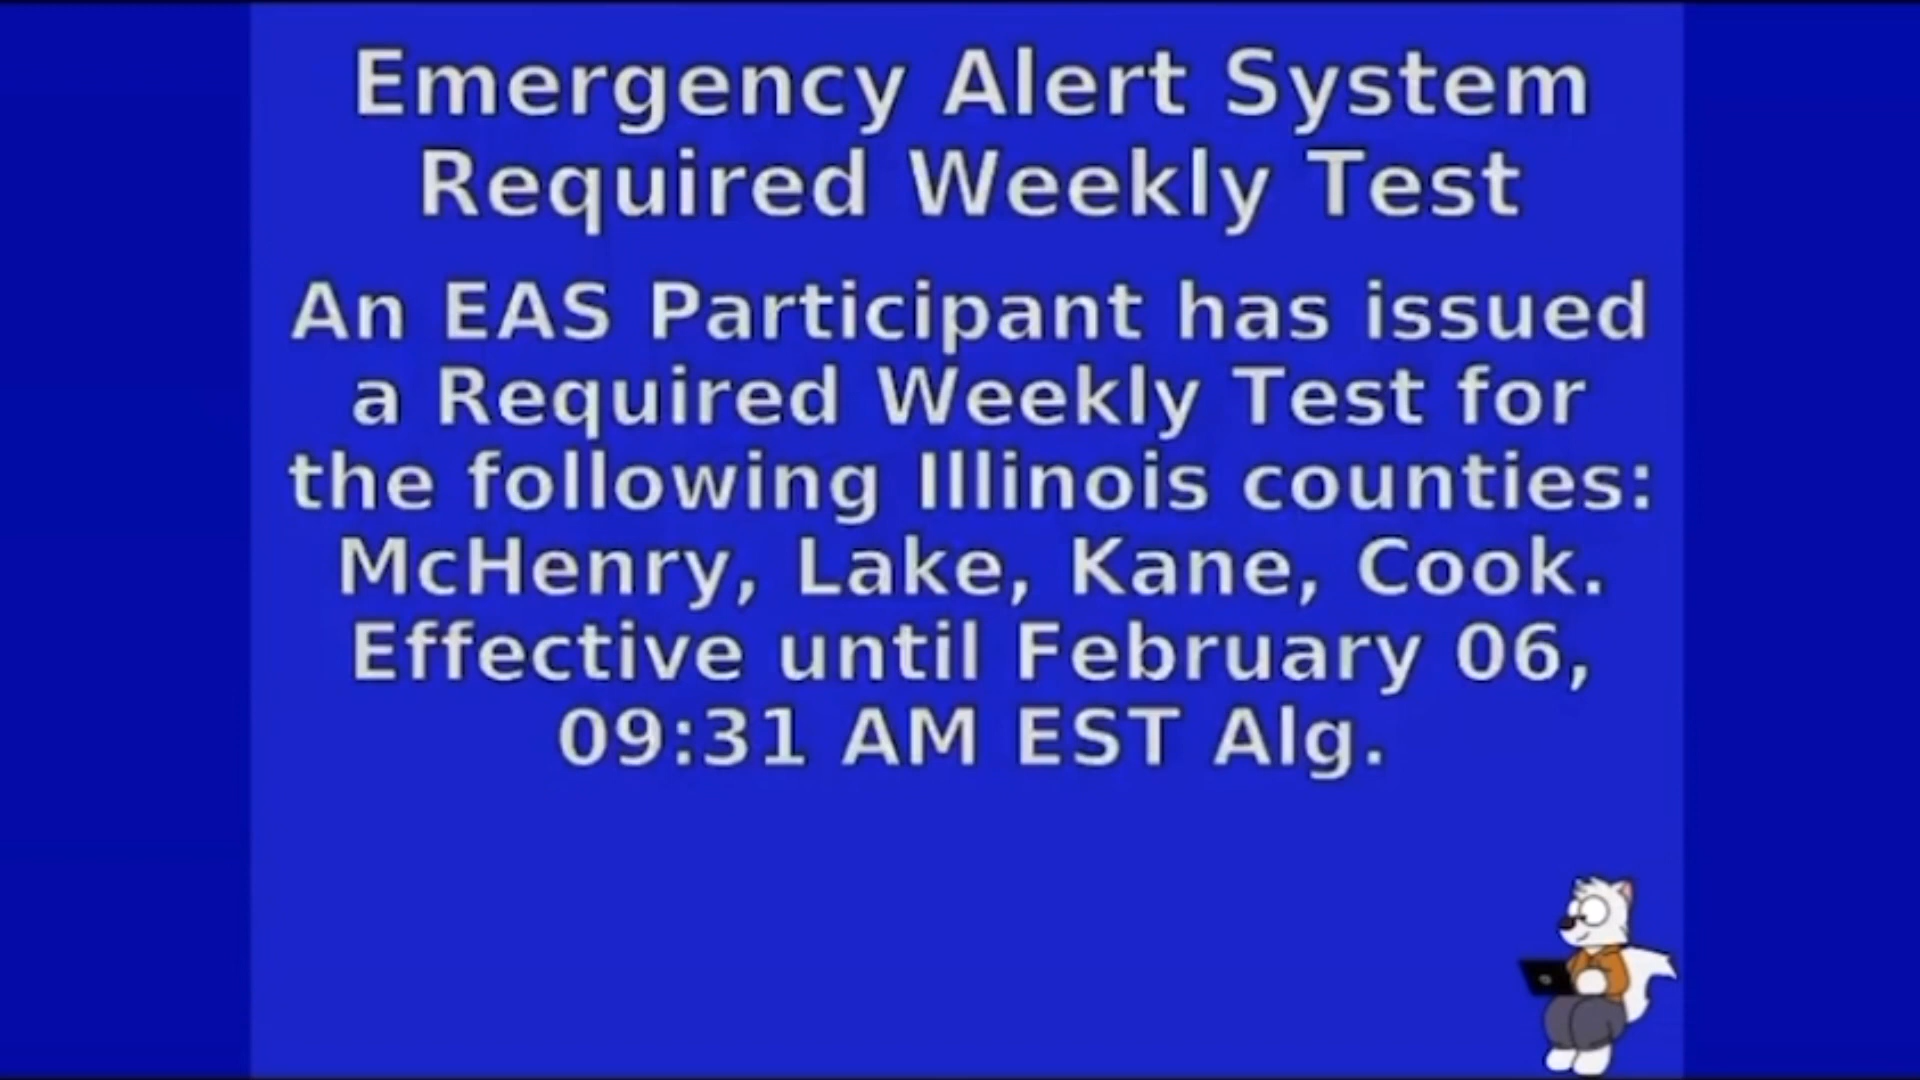 Emergency Alert System
Required Weekly Test
An EAS Participant has issued
a Required Weekly Test for
the following Illinois counties:
McHenry, Lake, Kane, Cook.
Effective until February 06,
09:31 AM EST Alg.